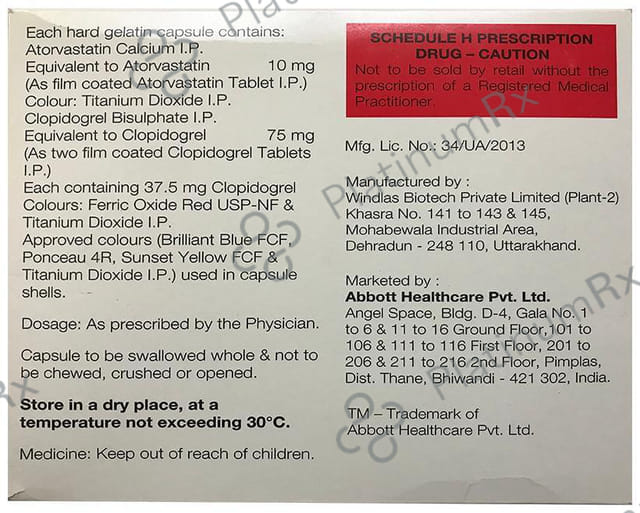 Each hard gelatin capsule contains:
Atorvastatin Calcium I.P.
Equivalent to Atorvastatin 10 mg
(As film coated Atorvastatin Tablet I.P.)
Colour: Titanium Dioxide I.P.
Clopidogrel Bisulphate I.P.
Equivalent to Clopidogrel 75 mg
(As two film coated Clopidogrel Tablets
I.P.)
Each containing 37.5 mg Clopidogrel
Colours: Ferric Oxide Red USP-NF &
Titanium Dioxide I.P.
Approved colours (Brilliant Blue FCF,
Ponceau 4R, Sunset Yellow FCF &
Titanium Dioxide I.P.) used in capsule
shells.
Dosage: As prescribed by the Physician.
Capsule to be swallowed whole & not to
be chewed, crushed or opened.
Store in a dry place, at a
temperature not exceeding 30°C.
Medicine: Keep out of reach of children.
SCHEDULE H PRESCRIPTION
DRUG – CAUTION
Not to be sold by retail without the
prescription of a Registered Medical
Practitioner.
Mfg. Lic. No.: 34/UA/2013
Manufactured by :
Windlas Biotech Private Limited (Plant-2)
Khasra No. 141 to 143 & 145,
Mohabewala Industrial Area,
Dehradun - 248 110, Uttarakhand.
Marketed by :
Abbott Healthcare Pvt. Ltd.
Angel Space, Bldg. D-4, Gala No. 1
to 6 & 11 to 16 Ground Floor,101 to
106 & 111 to 116 First Floor, 201 to
206 & 211 to 216 2nd Floor, Pimplas,
Dist. Thane, Bhiwandi - 421 302, India.
TM – Trademark of
Abbott Healthcare Pvt. Ltd.
PlatinumRx
PlatinumRx
Rx